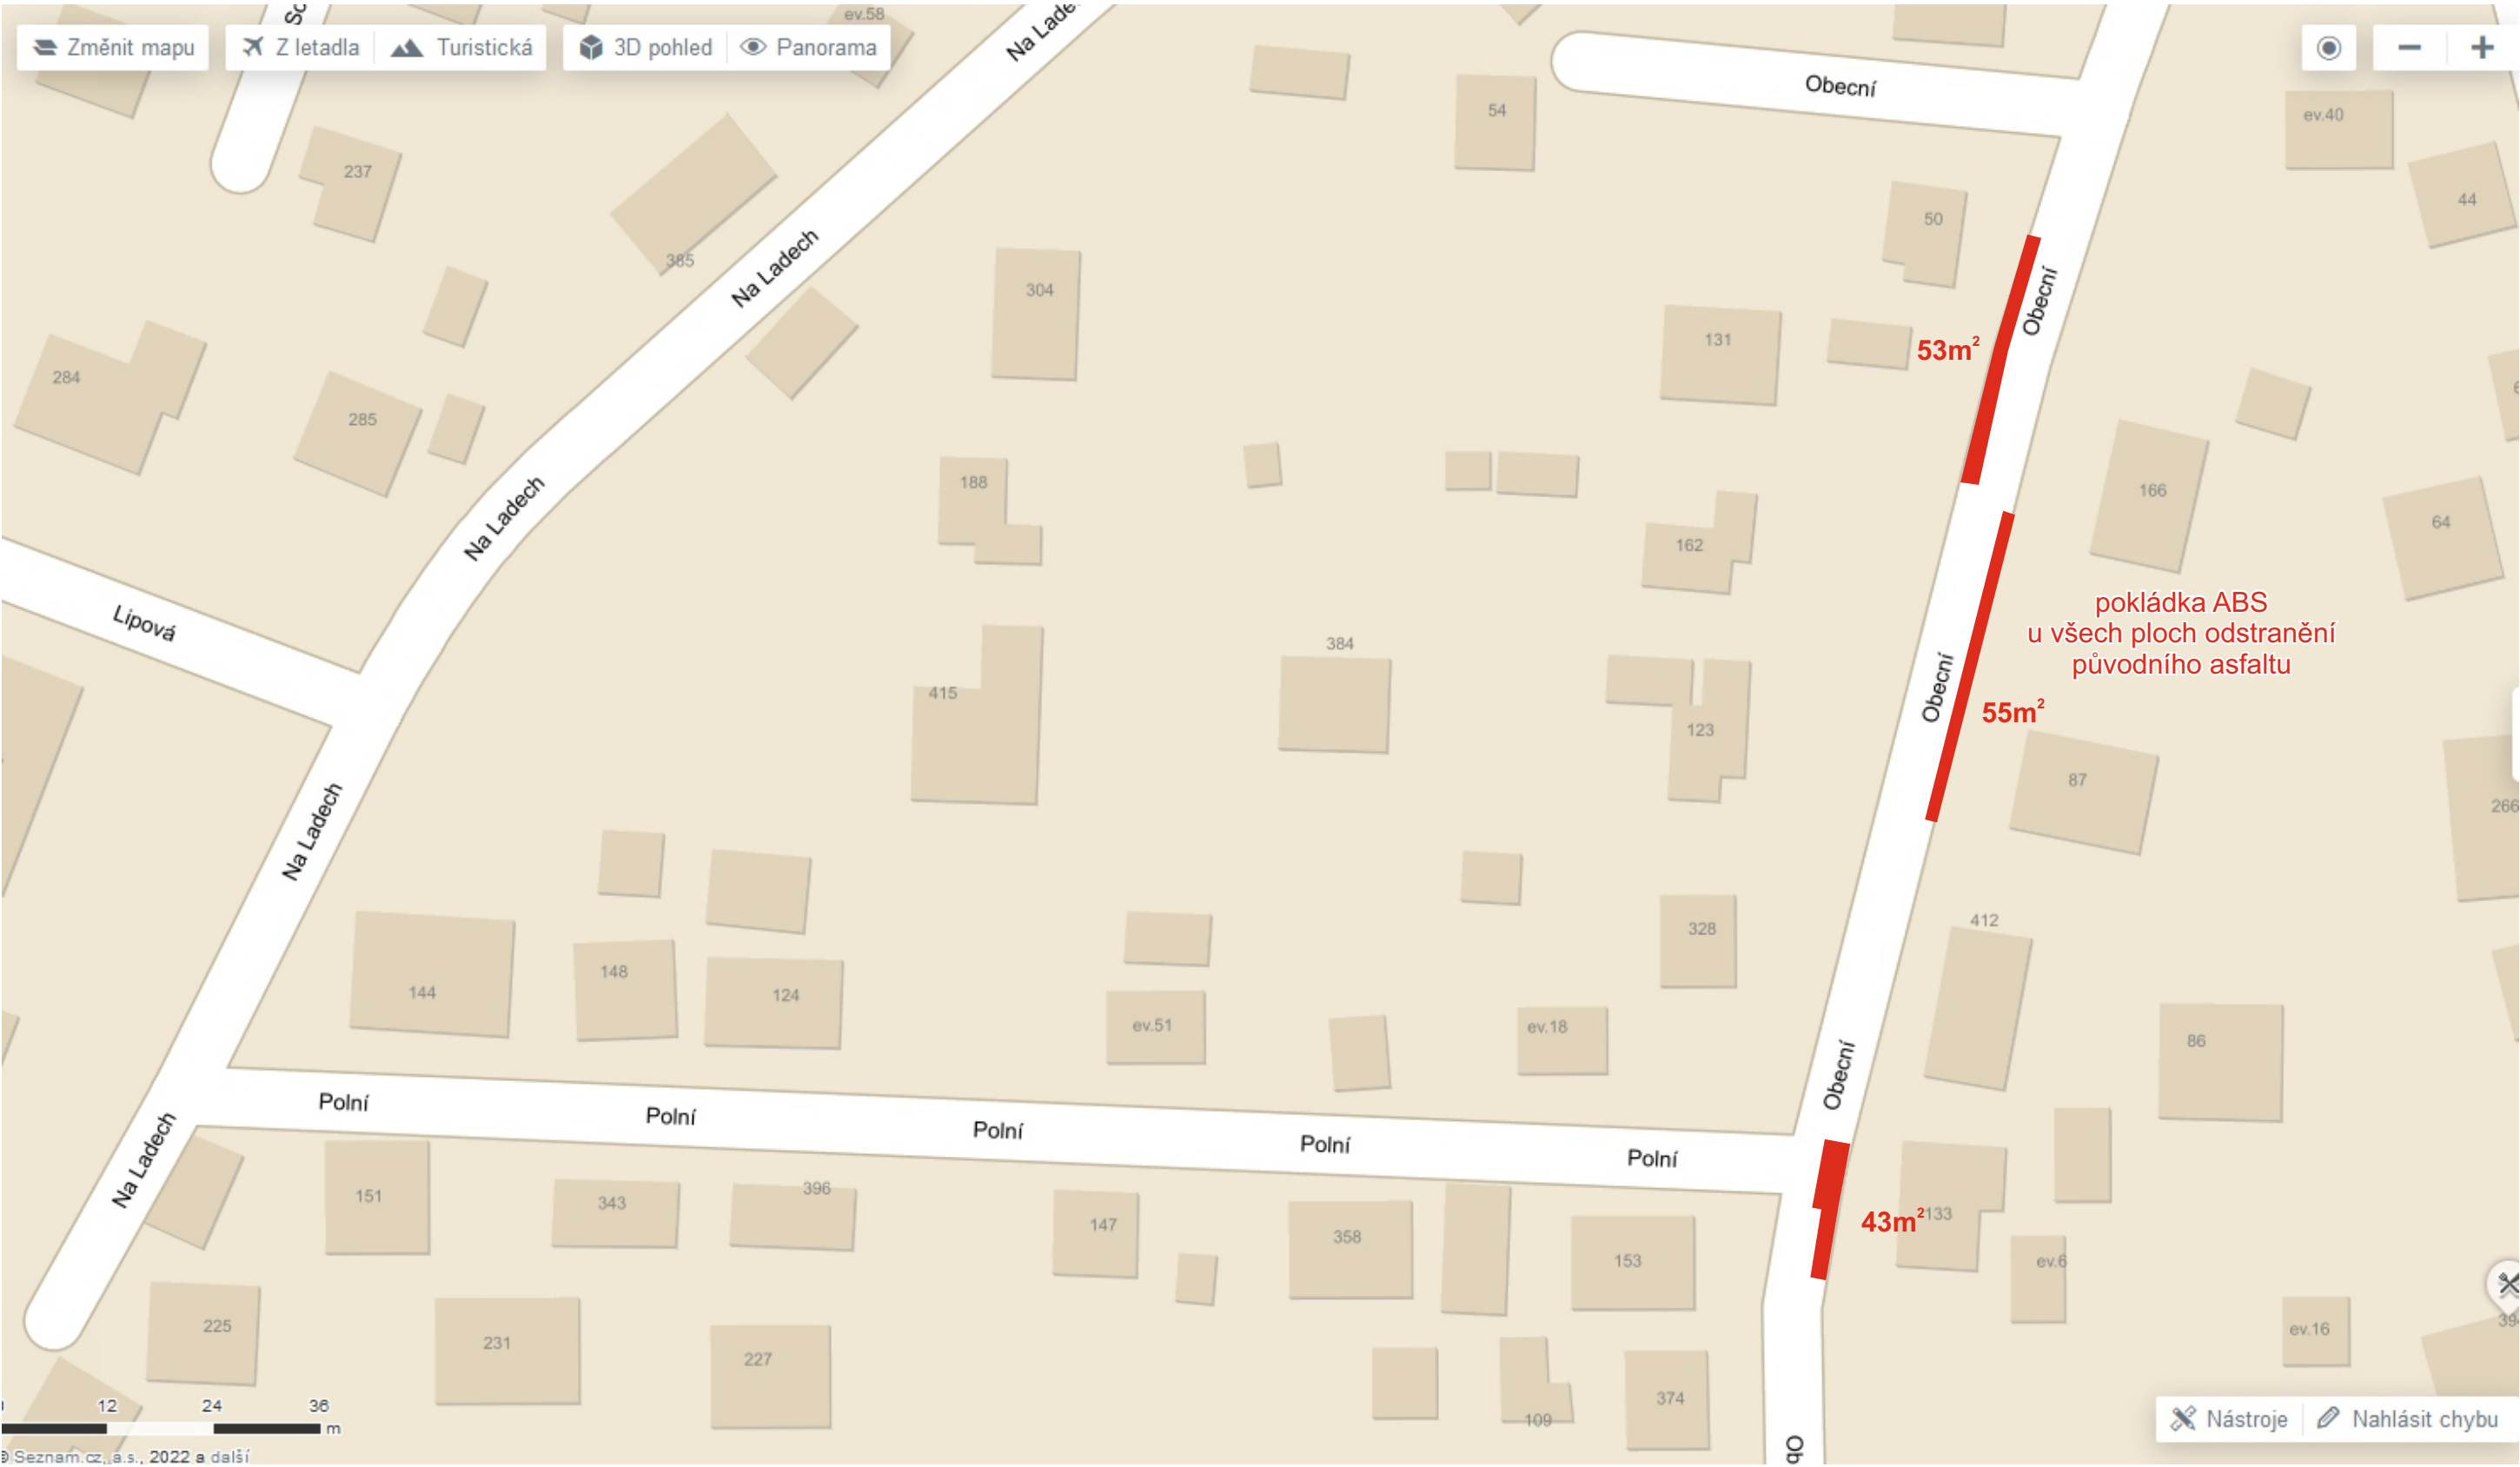 Změnit mapu
Z letadla
Turistická
3D pohled
Panorama
ev.58
Na Lade
Obecní
54
ev.40
44
237
50
385
Na Ladech
304
Obecní
131
53m²
284
285
188
Na Ladech
166
64
162
Lipová
pokládka ABS
u všech ploch odstranění
původního asfaltu
384
415
Obecní
55m²
123
87
266
Na Ladech
412
328
144
148
124
ev.51
ev.18
86
Obecní
Polní
Polní
Polní
Polní
Polní
Na Ladech
151
343
396
147
358
153
43m²
133
ev.6
225
231
227
ev.16
374
109
12
24
36
m
Nástroje
Nahlásit chybu
Ob
© Seznam.cz, a.s., 2022 a další